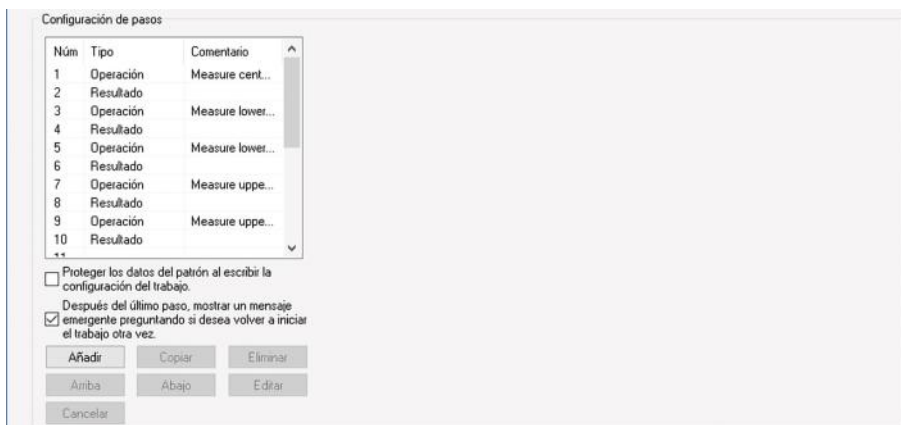 Configuración de pasos
Núm Tipo Comentario
1 Operación Measure cent...
2 Resultado
3 Operación Measure lower...
4 Resultado
5 Operación Measure lower...
6 Resultado
7 Operación Measure uppe...
8 Resultado
9 Operación Measure uppe...
10 Resultado
11
Proteger los datos del patrón al escribir la
configuración del trabajo.
Después del último paso, mostrar un mensaje
emergente preguntando si desea volver a iniciar
el trabajo otra vez.
Añadir Copiar Eliminar
Arriba Abajo Editar
Cancelar